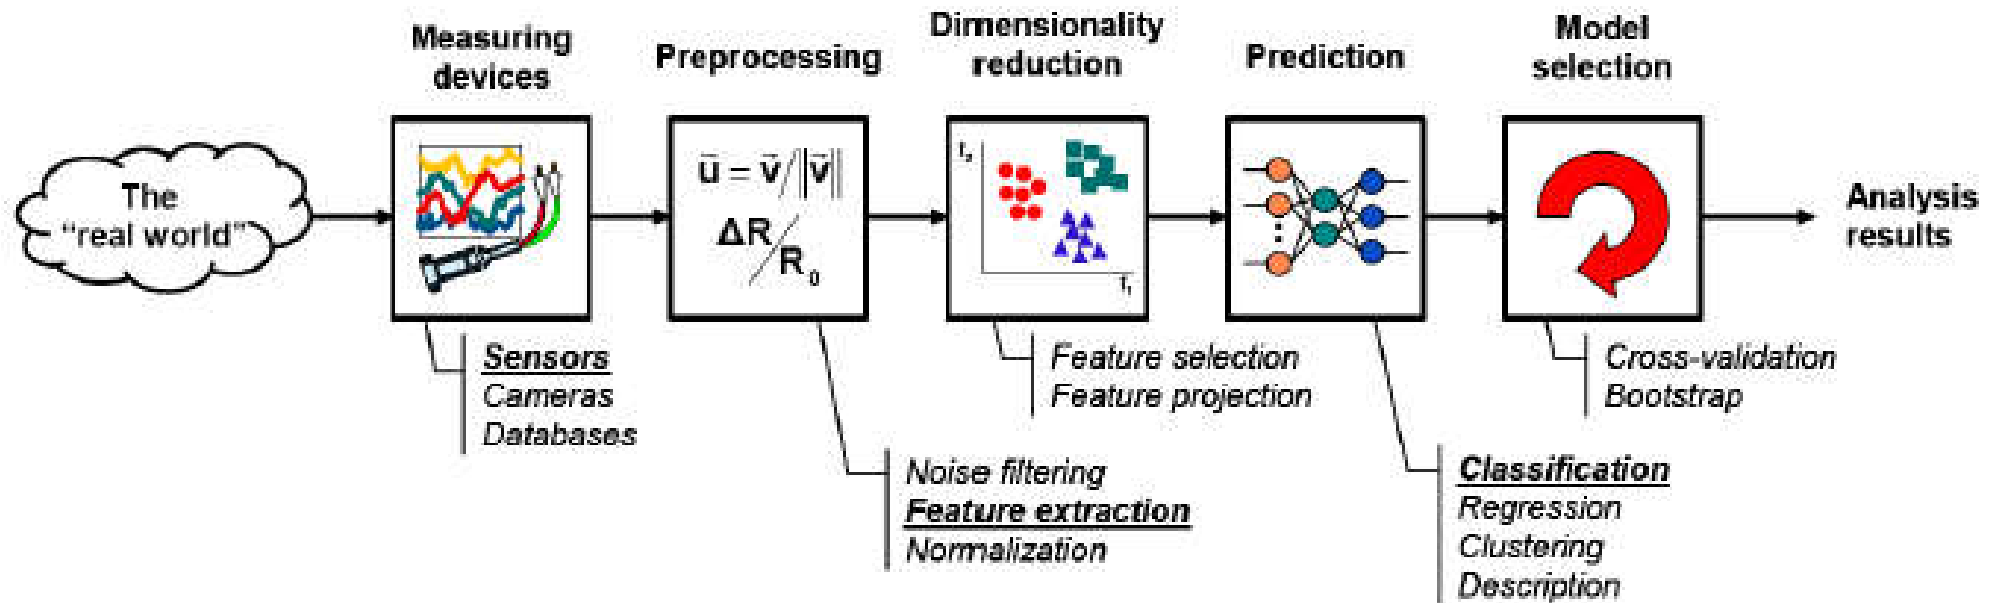 Measuring
devices
Preprocessing
Dimensionality
reduction
Prediction
Model
selection
The
"real world"
u⃗ = v⃗/||v⃗||
ΔR/R₀
f₂
f₁
Analysis
results
Sensors
Cameras
Databases
Noise filtering
Feature extraction
Normalization
Feature selection
Feature projection
Classification
Regression
Clustering
Description
Cross-validation
Bootstrap